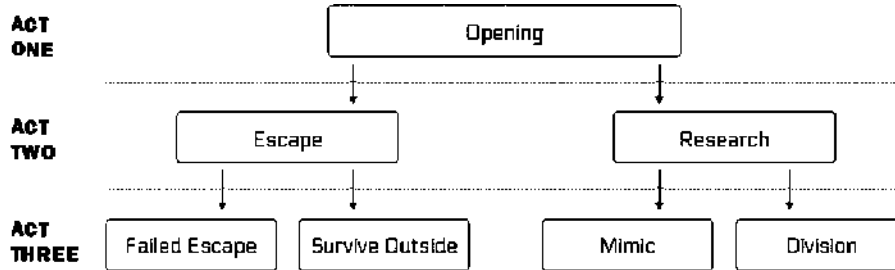 ACT
ONE
Opening
ACT
TWO
Escape
Research
ACT
THREE
Failed Escape
Survive Outside
Mimic
Division